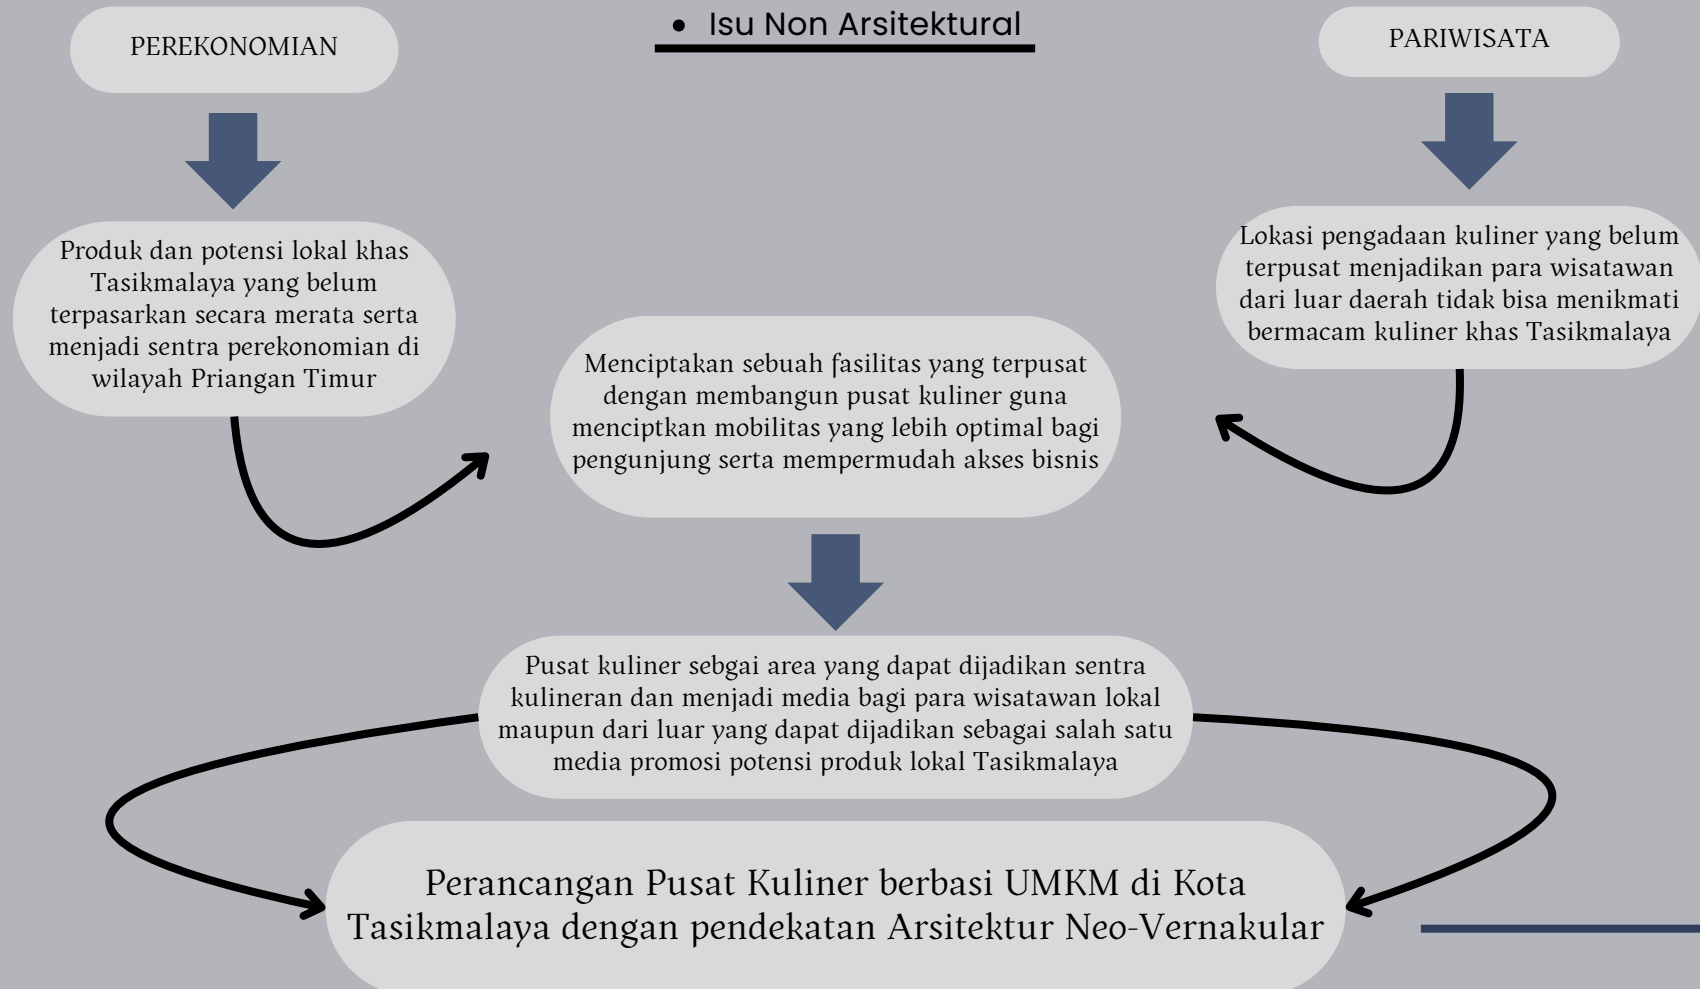 • Isu Non Arsitektural
PEREKONOMIAN
PARIWISATA
Produk dan potensi lokal khas
Tasikmalaya yang belum
terpasarkan secara merata serta
menjadi sentra perekonomian di
wilayah Priangan Timur
Lokasi pengadaan kuliner yang belum
terpusat menjadikan para wisatawan
dari luar daerah tidak bisa menikmati
bermacam kuliner khas Tasikmalaya
Menciptakan sebuah fasilitas yang terpusat
dengan membangun pusat kuliner guna
menciptkan mobilitas yang lebih optimal bagi
pengunjung serta mempermudah akses bisnis
Pusat kuliner sebgai area yang dapat dijadikan sentra
kulineran dan menjadi media bagi para wisatawan lokal
maupun dari luar yang dapat dijadikan sebagai salah satu
media promosi potensi produk lokal Tasikmalaya
Perancangan Pusat Kuliner berbasi UMKM di Kota
Tasikmalaya dengan pendekatan Arsitektur Neo-Vernakular